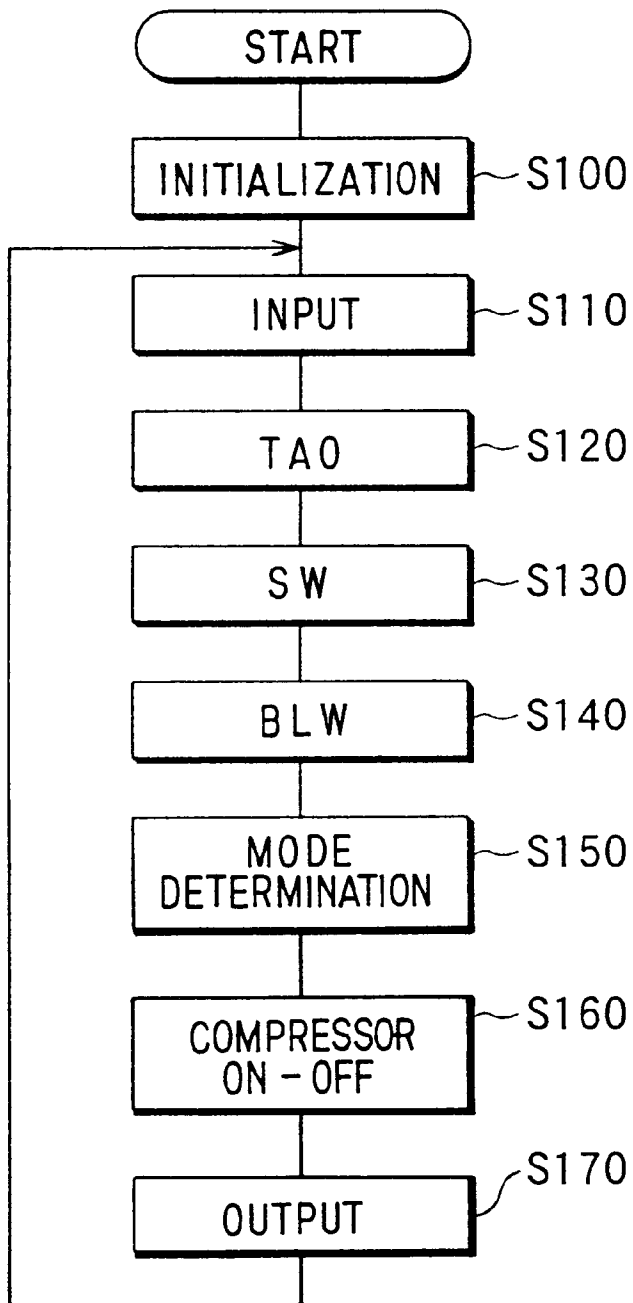 START
INITIALIZATION
S100
INPUT
S110
TAO
S120
SW
S130
BLW
S140
MODE
DETERMINATION
S150
COMPRESSOR
ON-OFF
S160
OUTPUT
S170